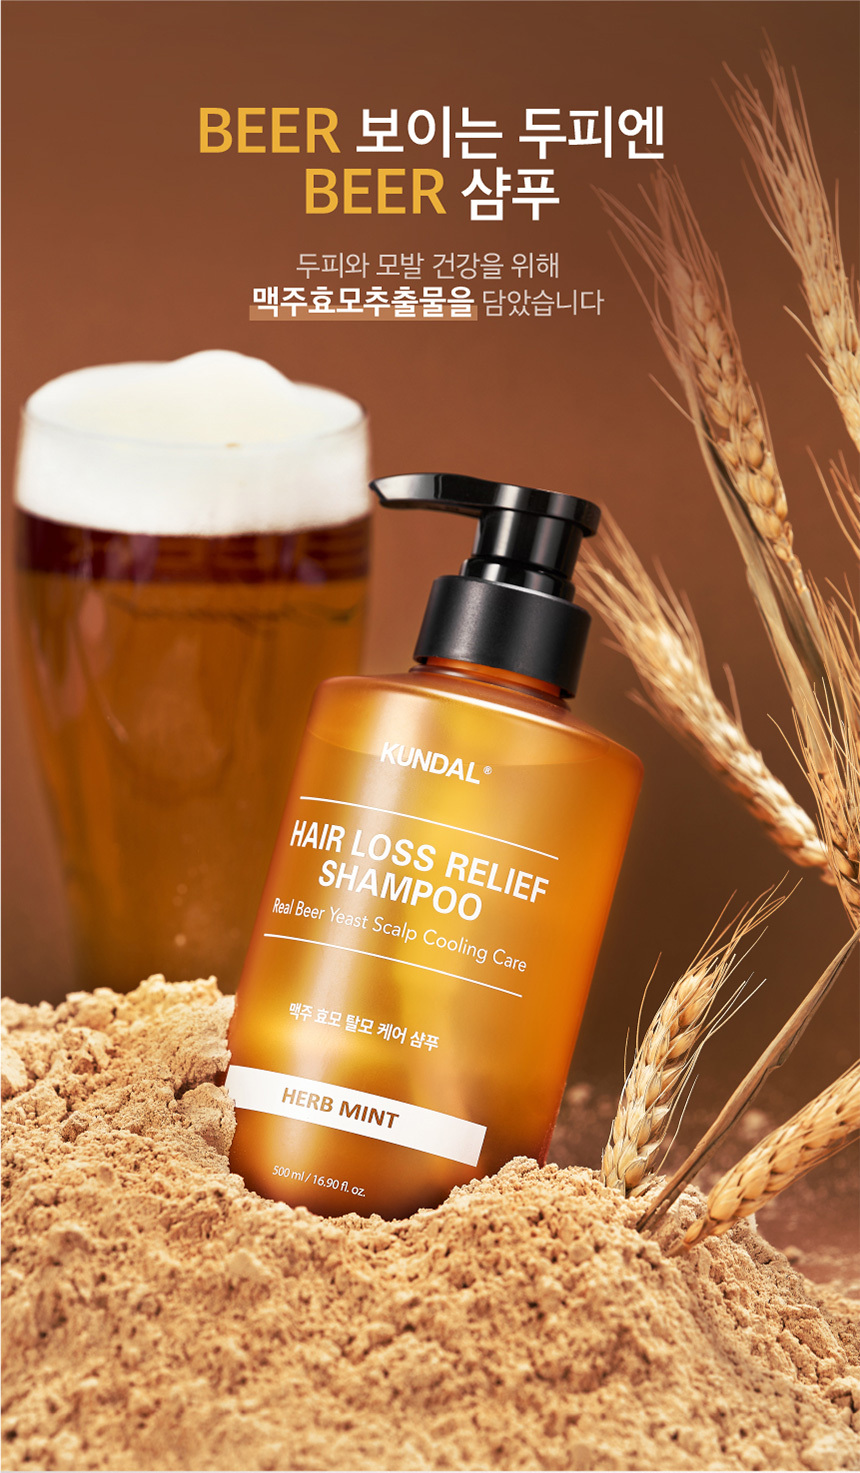 BEER 보이는 두피엔
BEER 샴푸
두피와 모발 건강을 위해
맥주효모추출물을 담았습니다
KUNDAL®
HAIR LOSS RELIEF
SHAMPOO
Real Beer Yeast Scalp Cooling Care
맥주 효모 탈모 케어 샴푸
HERB MINT
500 ml / 16.90 fl. oz.